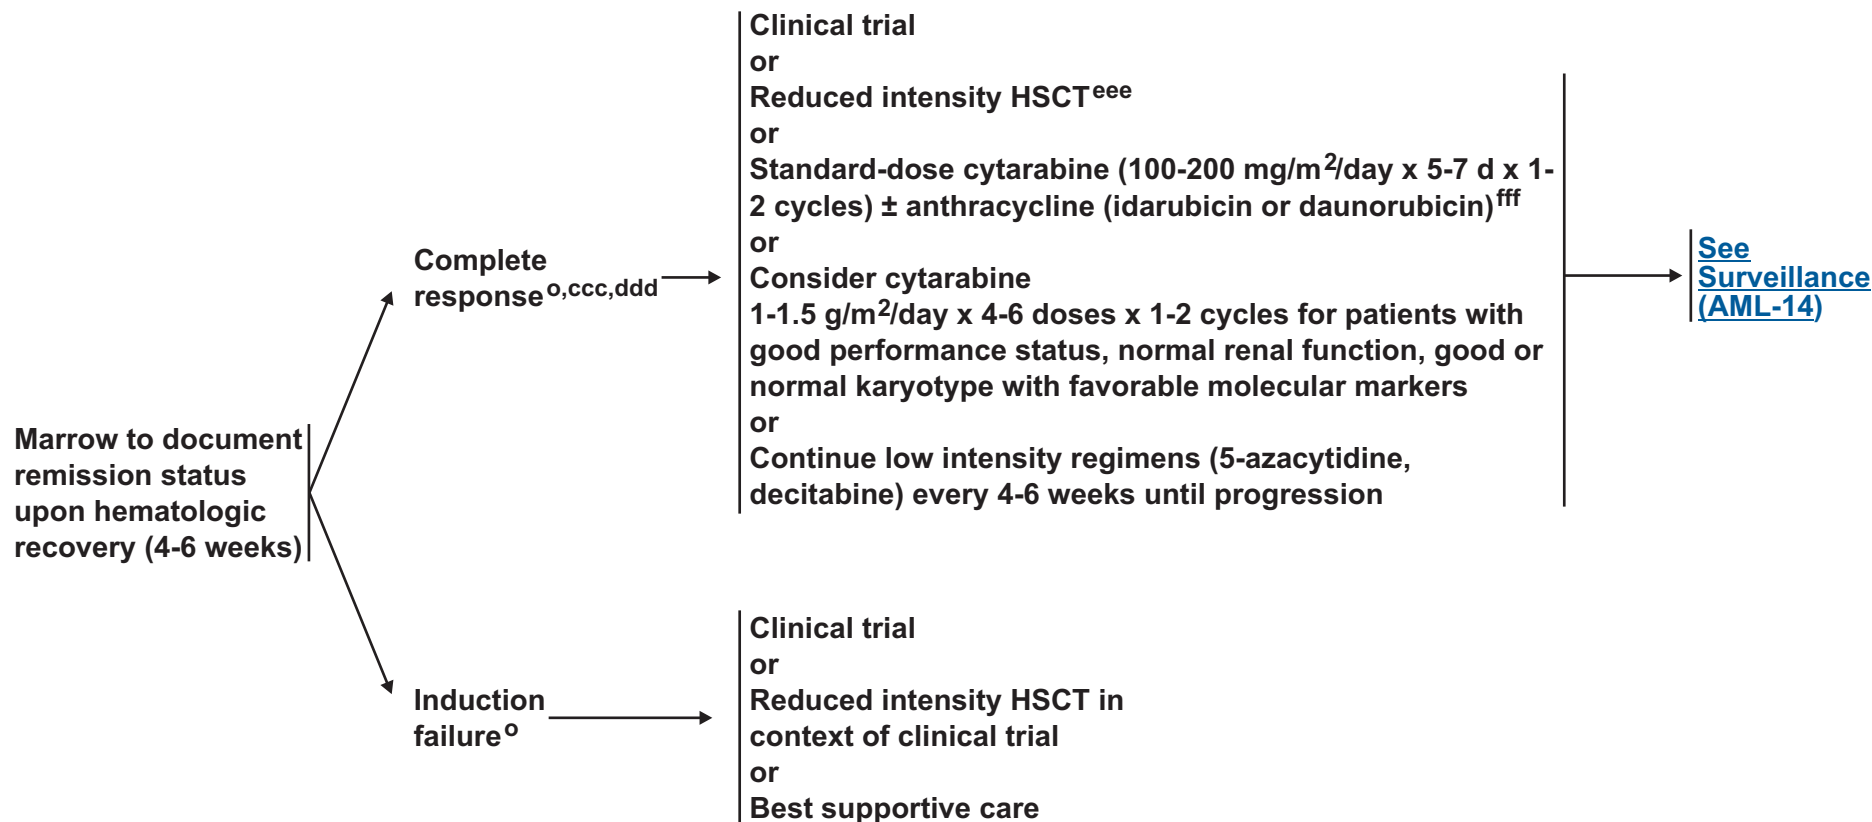 Marrow to document
remission status
upon hematologic
recovery (4-6 weeks)
Complete
response o,ccc,ddd
Clinical trial
or
Reduced intensity HSCT eee
or
Standard-dose cytarabine (100-200 mg/m2/day x 5-7 d x 1-
2 cycles) ± anthracycline (idarubicin or daunorubicin) fff
or
Consider cytarabine
1-1.5 g/m2/day x 4-6 doses x 1-2 cycles for patients with
good performance status, normal renal function, good or
normal karyotype with favorable molecular markers
or
Continue low intensity regimens (5-azacytidine,
decitabine) every 4-6 weeks until progression
See
Surveillance
(AML-14)
Induction
failure o
Clinical trial
or
Reduced intensity HSCT in
context of clinical trial
or
Best supportive care